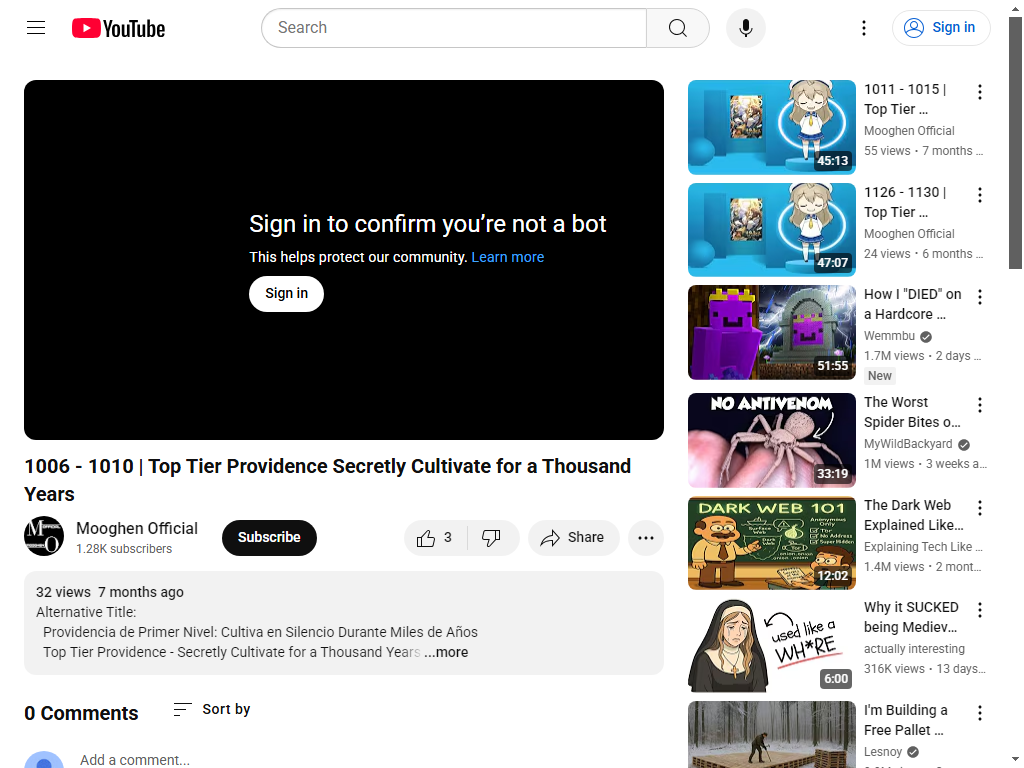 YouTube
Search
Sign in
Sign in to confirm you're not a bot
This helps protect our community. Learn more
Sign in
1006 - 1010 | Top Tier Providence Secretly Cultivate for a Thousand
Years
Mooghen Official
1.28K subscribers
Subscribe
3
Share
32 views 7 months ago
Alternative Title:
Providencia de Primer Nivel: Cultiva en Silencio Durante Miles de Años
Top Tier Providence - Secretly Cultivate for a Thousand Years ...more
0 Comments
Sort by
Add a comment...
45:13
1011 - 1015 |
Top Tier ...
Mooghen Official
55 views • 7 months ...
47:07
1126 - 1130 |
Top Tier ...
Mooghen Official
24 views • 6 months ...
51:55
How I "DIED" on
a Hardcore ...
Wemmbu
1.7M views • 2 days ...
New
NO ANTIVENOM
33:19
The Worst
Spider Bites o...
MyWildBackyard
1M views • 3 weeks a...
DARK WEB 101
12:02
The Dark Web
Explained Like...
Explaining Tech Like ...
1.4M views • 2 mont...
used like a
WH*RE
6:00
Why it SUCKED
being Mediev...
actually interesting
316K views • 13 days...
I'm Building a
Free Pallet ...
Lesnoy